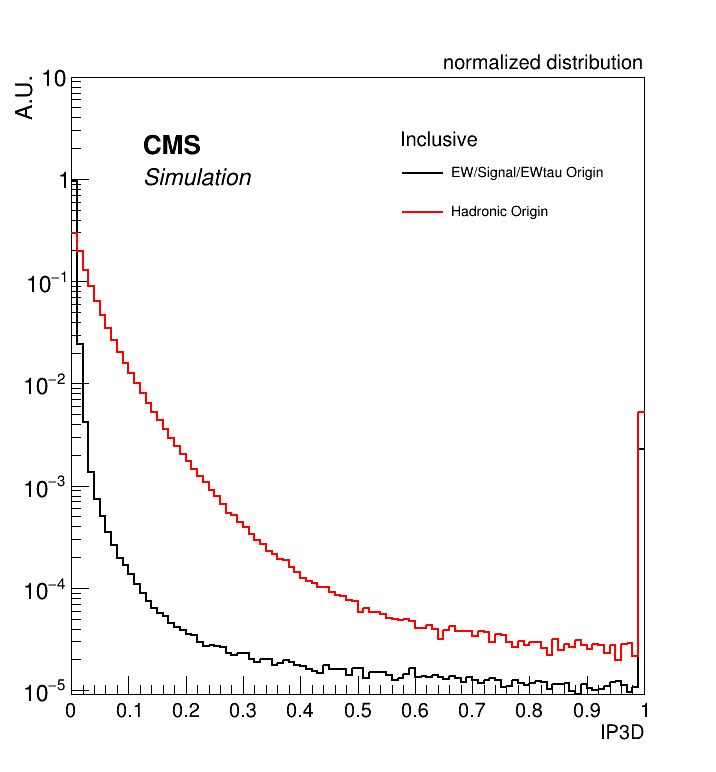 normalized distribution
A.U.
10
1
10⁻¹
10⁻²
10⁻³
10⁻⁴
10⁻⁵
CMS
Simulation
Inclusive
EW/Signal/EWtau Origin
Hadronic Origin
0 0.1 0.2 0.3 0.4 0.5 0.6 0.7 0.8 0.9 1
IP3D